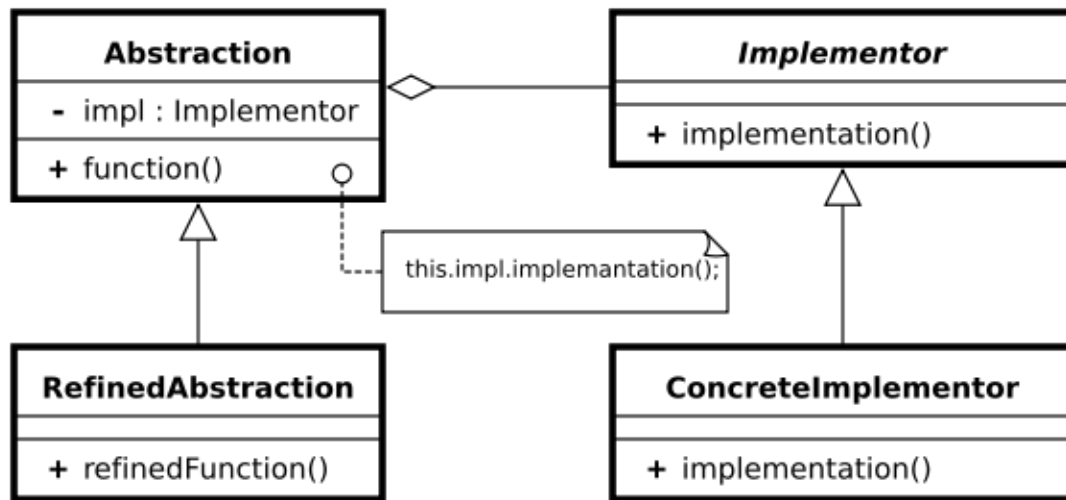 Abstraction
- impl : Implementor
+ function()
Implementor
+ implementation()
this.impl.implemantation();
RefinedAbstraction
+ refinedFunction()
ConcreteImplementor
+ implementation()